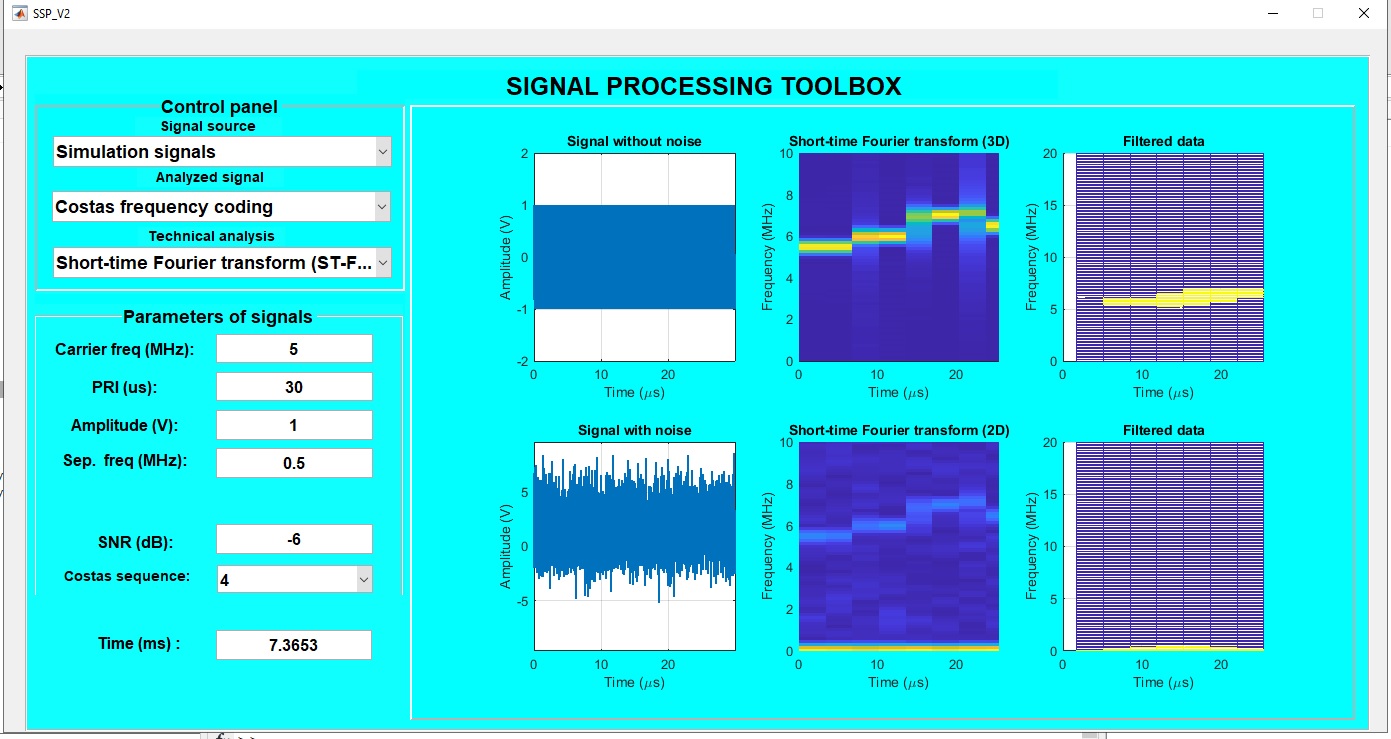 SSP_V2
SIGNAL PROCESSING TOOLBOX
Control panel
Signal source
Simulation signals
Analyzed signal
Costas frequency coding
Technical analysis
Short-time Fourier transform (ST-F...
Parameters of signals
Carrier freq (MHz): 5
PRI (us): 30
Amplitude (V): 1
Sep. freq (MHz): 0.5
SNR (dB): -6
Costas sequence: 4
Time (ms) : 7.3653
Signal without noise
2
1
0
-1
-2
Amplitude (V)
0 10 20
Time (μs)
Short-time Fourier transform (3D)
10
8
6
4
2
0
Frequency (MHz)
0 10 20
Time (μs)
Filtered data
20
15
10
5
0
Frequency (MHz)
0 10 20
Time (μs)
Signal with noise
5
0
-5
Amplitude (V)
0 10 20
Time (μs)
Short-time Fourier transform (2D)
10
8
6
4
2
0
Frequency (MHz)
0 10 20
Time (μs)
Filtered data
20
15
10
5
0
Frequency (MHz)
0 10 20
Time (μs)